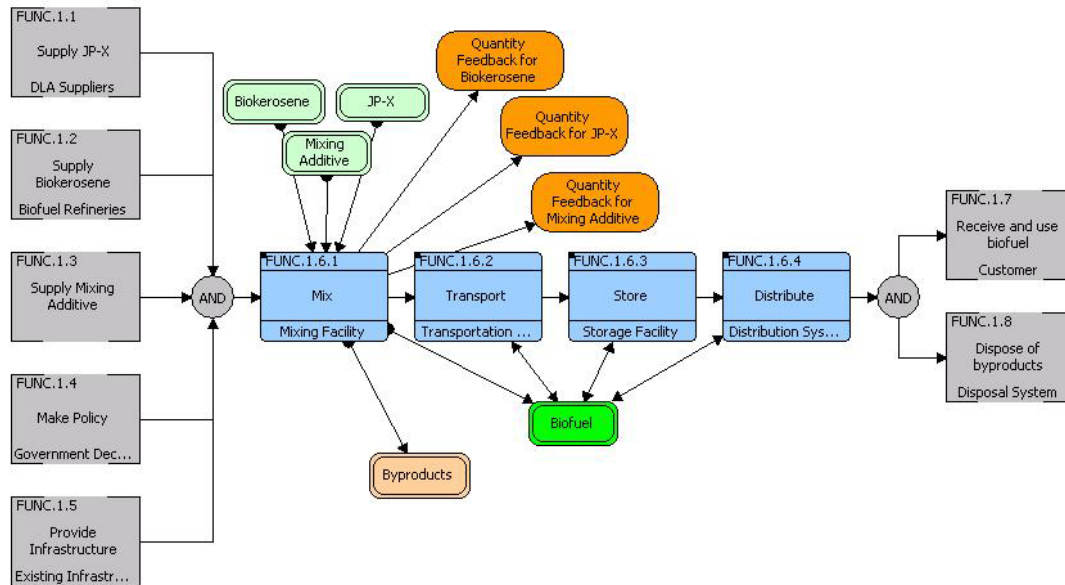 FUNC.1.1
Supply JP-X
DLA Suppliers
FUNC.1.2
Supply
Biokerosene
Biofuel Refineries
FUNC.1.3
Supply Mixing
Additive
FUNC.1.4
Make Policy
Government Dec...
FUNC.1.5
Provide
Infrastructure
Existing Infrastr...
AND
Biokerosene
JP-X
Mixing
Additive
Quantity
Feedback for
Biokerosene
Quantity
Feedback for JP-X
Quantity
Feedback for
Mixing Additive
FUNC.1.6.1
Mix
Mixing Facility
FUNC.1.6.2
Transport
Transportation ...
FUNC.1.6.3
Store
Storage Facility
FUNC.1.6.4
Distribute
Distribution Sys...
Biofuel
Byproducts
AND
FUNC.1.7
Receive and use
biofuel
Customer
FUNC.1.8
Dispose of
byproducts
Disposal System